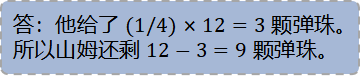 答：他给了 (1/4) × 12 = 3 颗弹珠。
所以山姆还剩 12 − 3 = 9 颗弹珠。